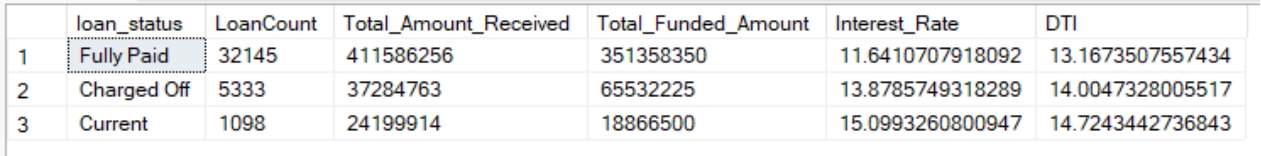 loan_status LoanCount Total_Amount_Received Total_Funded_Amount Interest_Rate DTI
1 Fully Paid 32145 411586256 351358350 11.6410707918092 13.1673507557434
2 Charged Off 5333 37284763 65532225 13.8785749318289 14.0047328005517
3 Current 1098 24199914 18866500 15.0993260800947 14.7243442736843